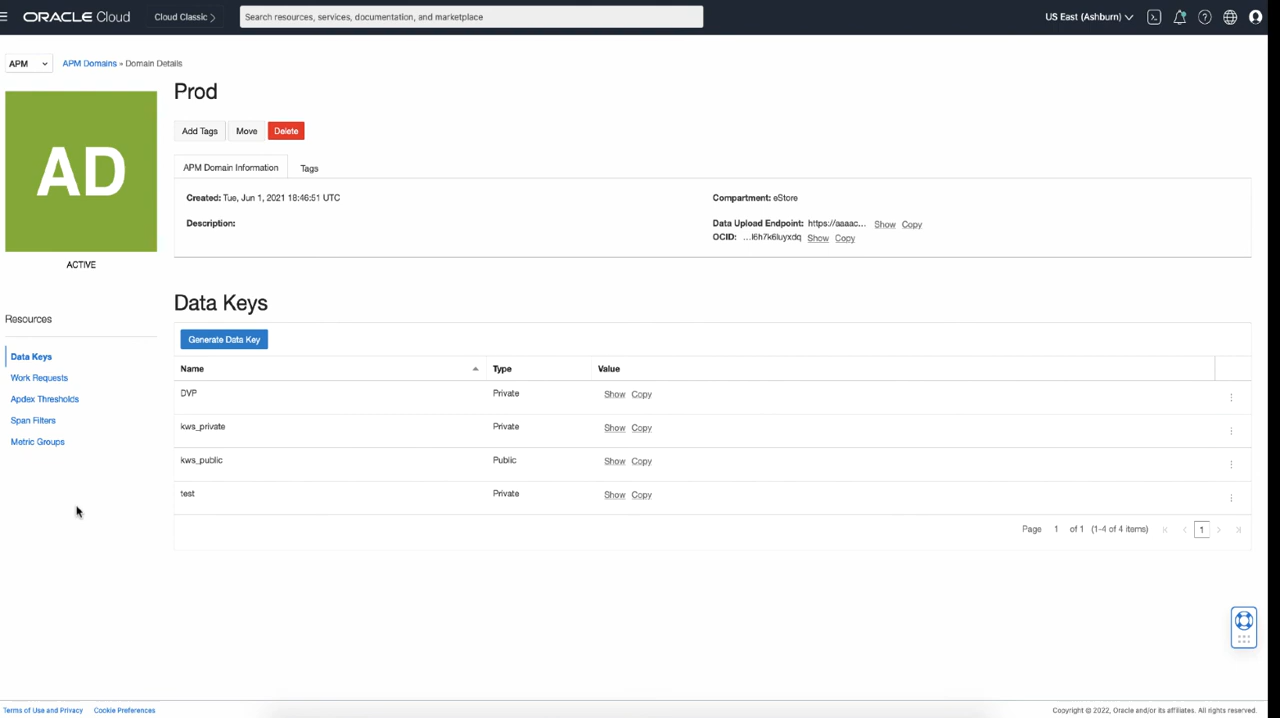 ORACLE Cloud
Cloud Classic >
Search resources, services, documentation, and marketplace
US East (Ashburn)
APM
APM Domains » Domain Details
AD
ACTIVE
Prod
Add Tags Move Delete
APM Domain Information Tags
Created: Tue, Jun 1, 2021 18:46:51 UTC
Description:
Compartment: eStore
Data Upload Endpoint: https://aaaac... Show Copy
OCID: ...l6h7k6luyxdq Show Copy
Resources
Data Keys
Work Requests
Apdex Thresholds
Span Filters
Metric Groups
Data Keys
Generate Data Key
Name Type Value
DVP Private Show Copy
kws_private Private Show Copy
kws_public Public Show Copy
test Private Show Copy
Page 1 of 1 (1-4 of 4 items) 1
Terms of Use and Privacy Cookie Preferences
Copyright © 2022, Oracle and/or its affiliates. All rights reserved.